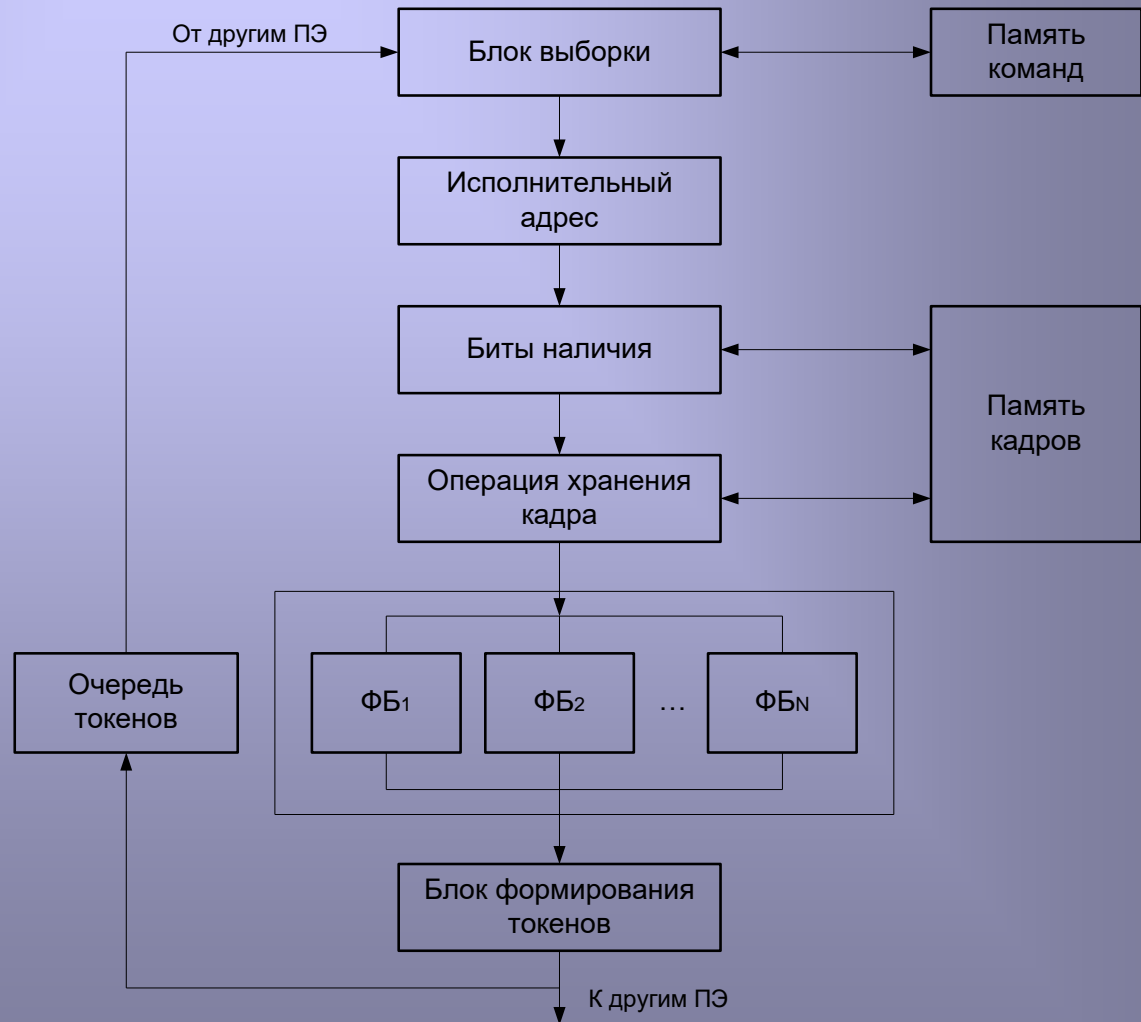 От другим ПЭ
Блок выборки
Память
команд
Исполнительный
адрес
Биты наличия
Память
кадров
Операция хранения
кадра
Очередь
токенов
ФБ1
ФБ2
...
ФБN
Блок формирования
токенов
К другим ПЭ